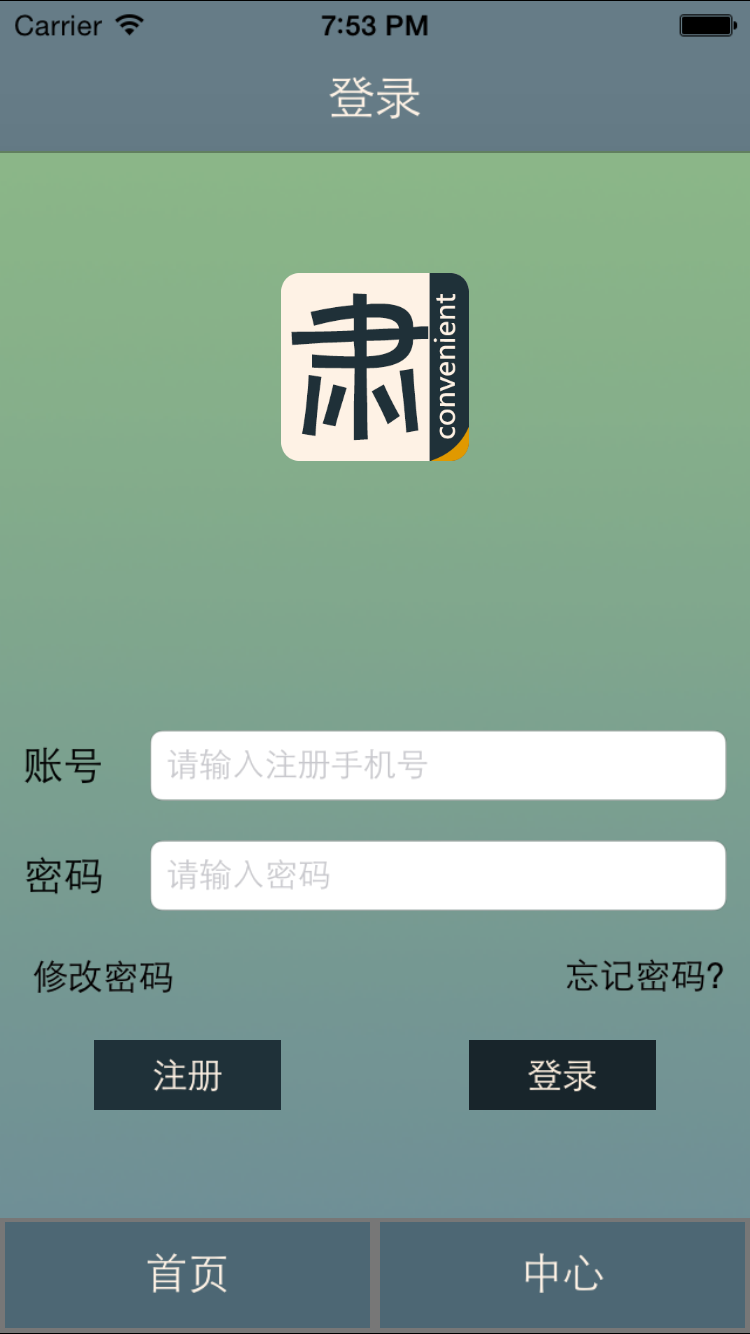 Carrier 7:53 PM
登录
肃
convenient
账号 请输入注册手机号
密码 请输入密码
修改密码 忘记密码?
注册 登录
首页 中心